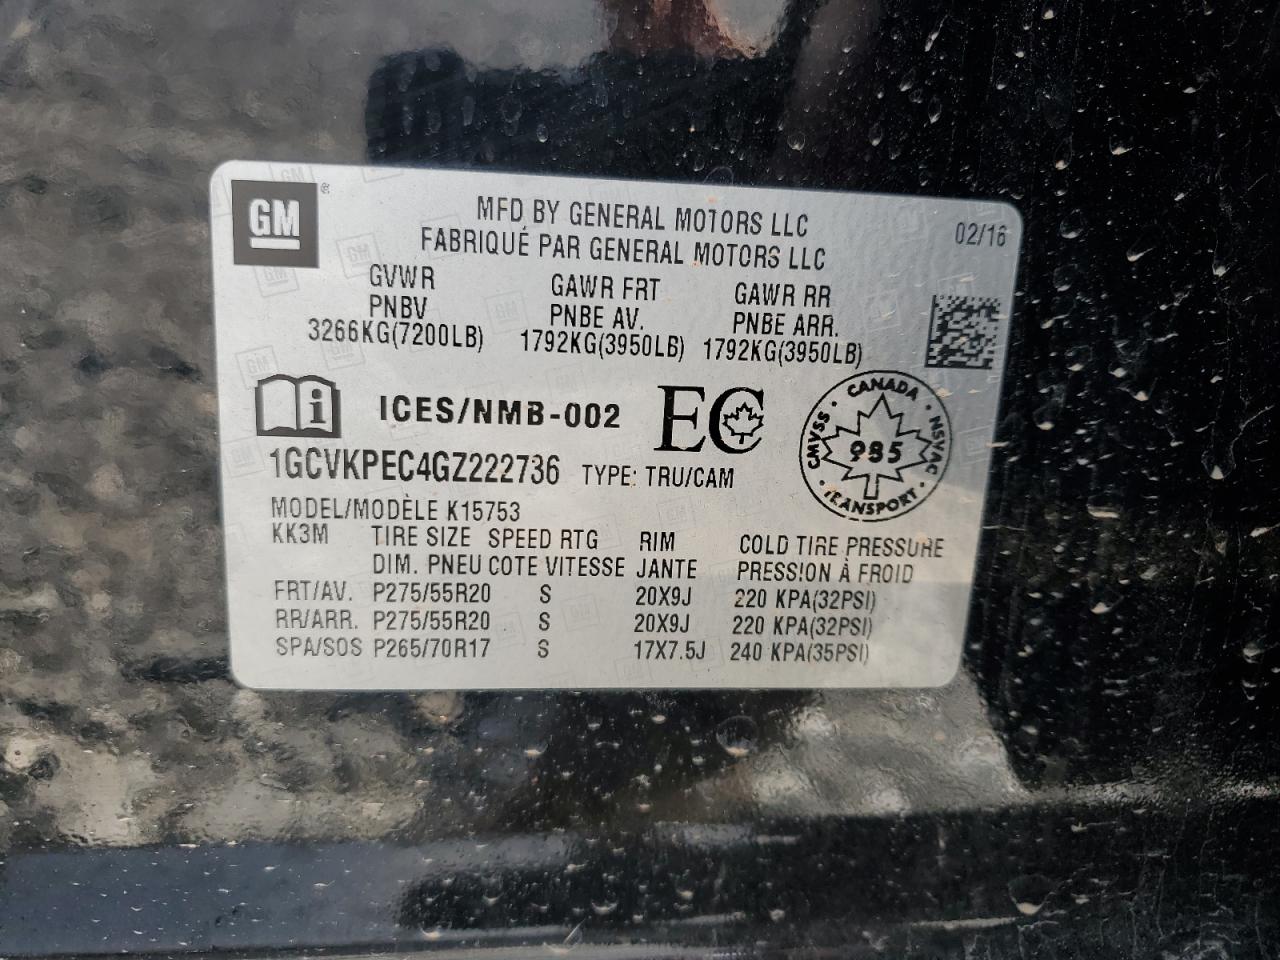 GM
MFD BY GENERAL MOTORS LLC
FABRIQUÉ PAR GENERAL MOTORS LLC
02/16
GVWR GAWR FRT GAWR RR
PNBV PNBE AV. PNBE ARR.
3266KG(7200LB) 1792KG(3950LB) 1792KG(3950LB)
i ICES/NMB-002 EC
CANADA
CMVSS 985 NSVAC
TRANSPORT
1GCVKPEC4GZ222736 TYPE: TRU/CAM
MODEL/MODÈLE K15753
KK3M TIRE SIZE SPEED RTG RIM COLD TIRE PRESSURE
DIM. PNEU COTE VITESSE JANTE PRESSION À FROID
FRT/AV. P275/55R20 S 20X9J 220 KPA(32PSI)
RR/ARR. P275/55R20 S 20X9J 220 KPA(32PSI)
SPA/SOS P265/70R17 S 17X7.5J 240 KPA(35PSI)